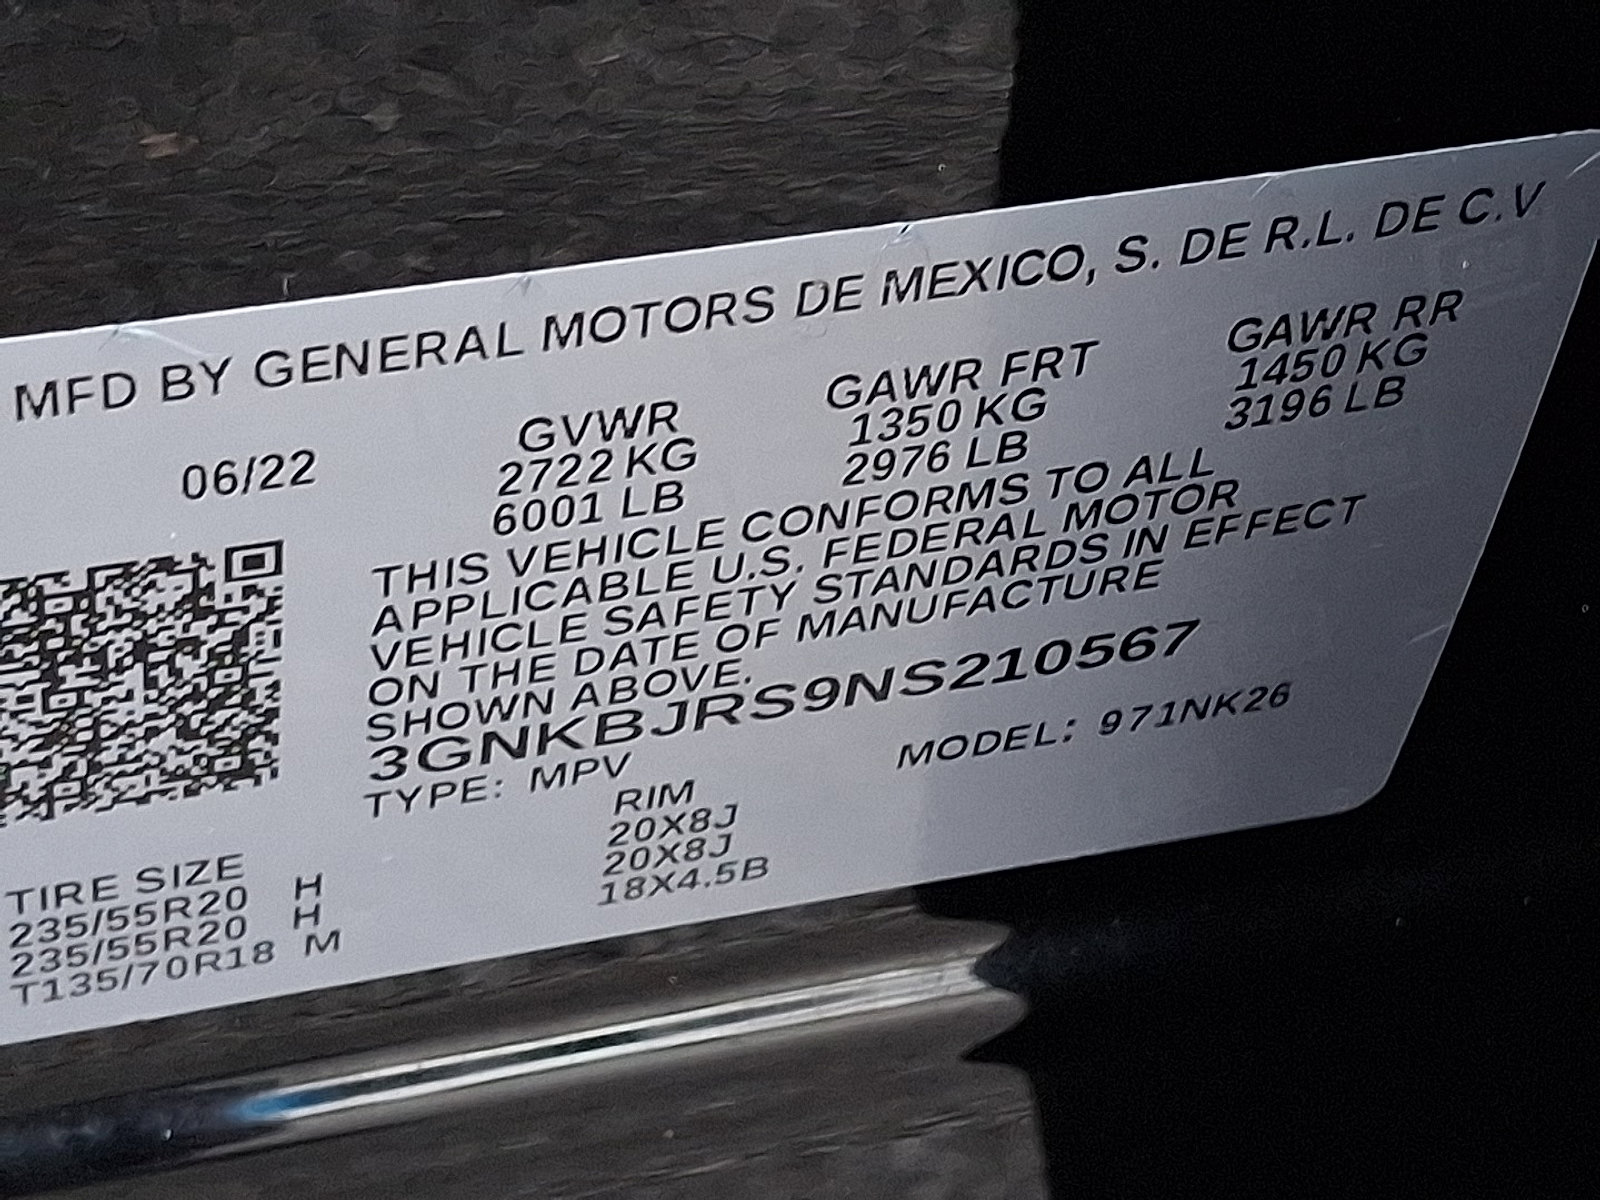 MFD BY GENERAL MOTORS DE MEXICO, S. DE R.L. DE C.V
06/22 GVWR GAWR FRT GAWR RR
2722 KG 1350 KG 1450 KG
6001 LB 2976 LB 3196 LB
THIS VEHICLE CONFORMS TO ALL
APPLICABLE U.S. FEDERAL MOTOR
VEHICLE SAFETY STANDARDS IN EFFECT
ON THE DATE OF MANUFACTURE
SHOWN ABOVE.
3GNKBJRS9NS210567
TYPE: MPV MODEL: 971NK26
TIRE SIZE RIM
235/55R20 H 20X8J
235/55R20 H 20X8J
T135/70R18 M 18X4.5B